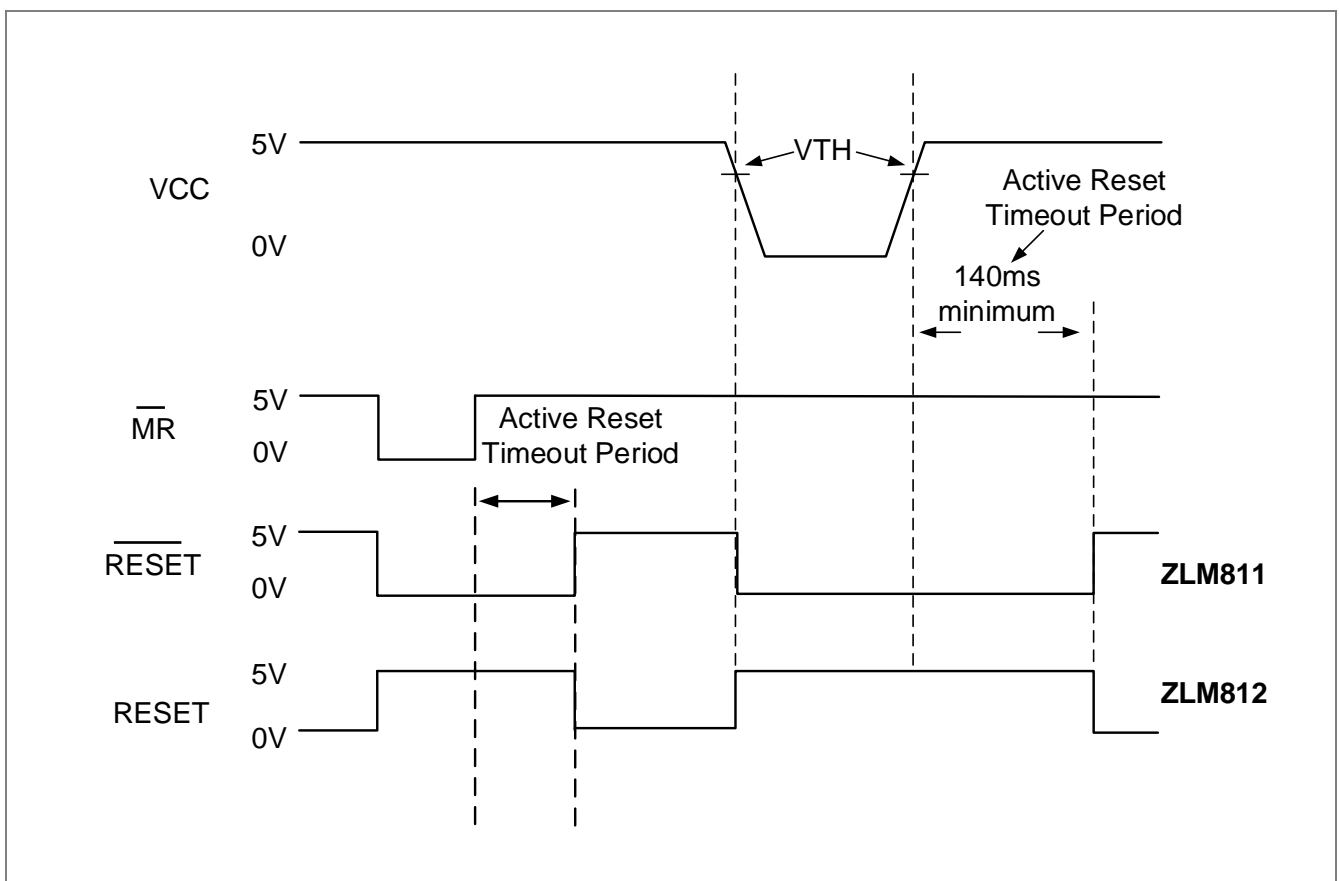 5V
VTH
VCC
Active Reset
Timeout Period
0V
140ms
minimum
5V
MR
Active Reset
0V
Timeout Period
5V
RESET
0V
ZLM811
5V
RESET
ZLM812
0V